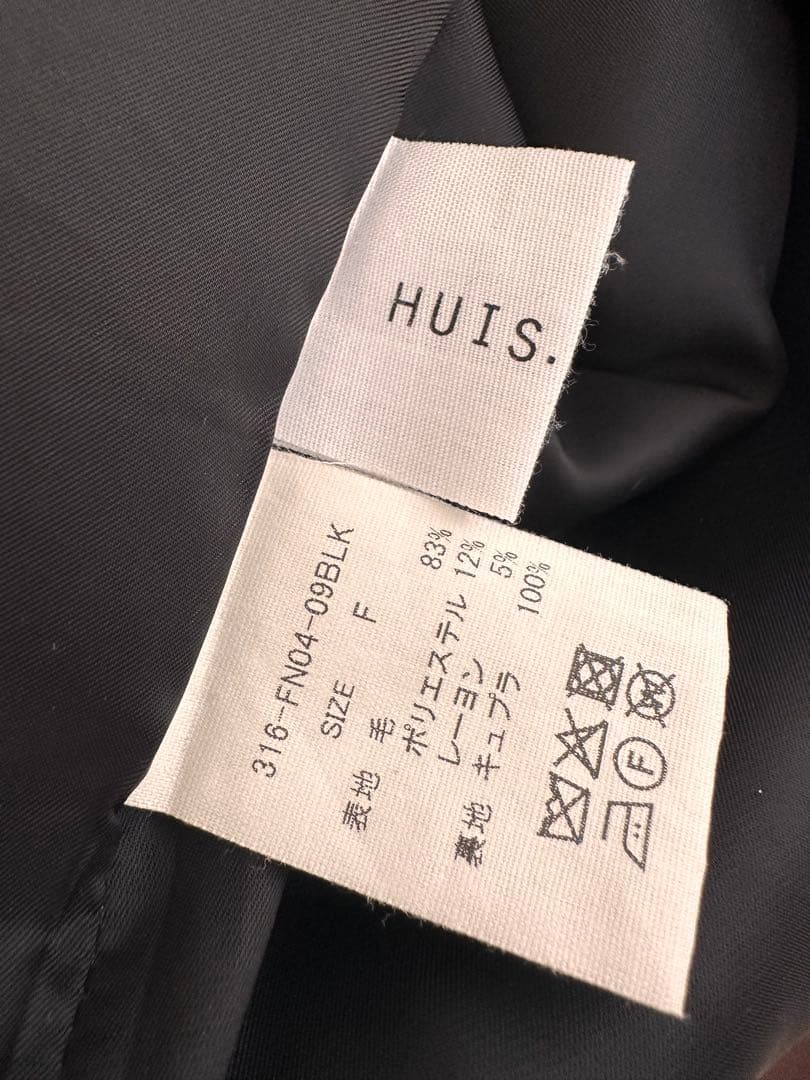 HUIS.
316-FN04-09BLK
SIZE F
表地 毛 83%
ポリエステル 12%
レーヨン 5%
裏地 キュプラ 100%
F W